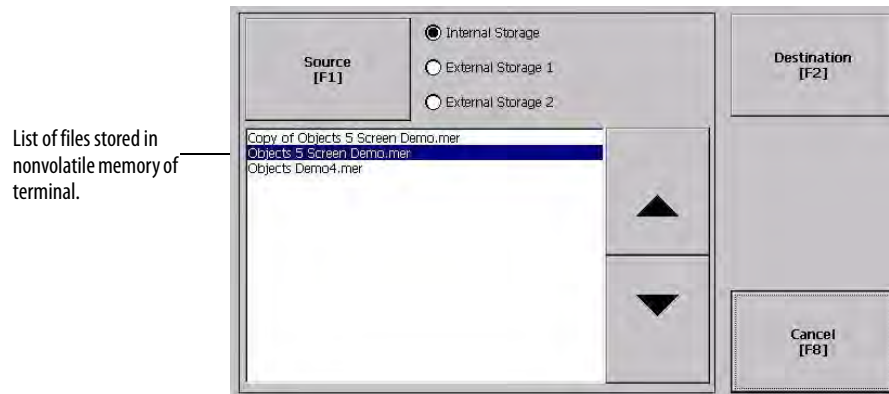 Source
[F1]
Internal Storage
External Storage 1
External Storage 2
Destination
[F2]
List of files stored in
nonvolatile memory of
terminal.
Copy of Objects 5 Screen Demo.mer
Objects 5 Screen Demo.mer
Objects Demo4.mer
Cancel
[F8]